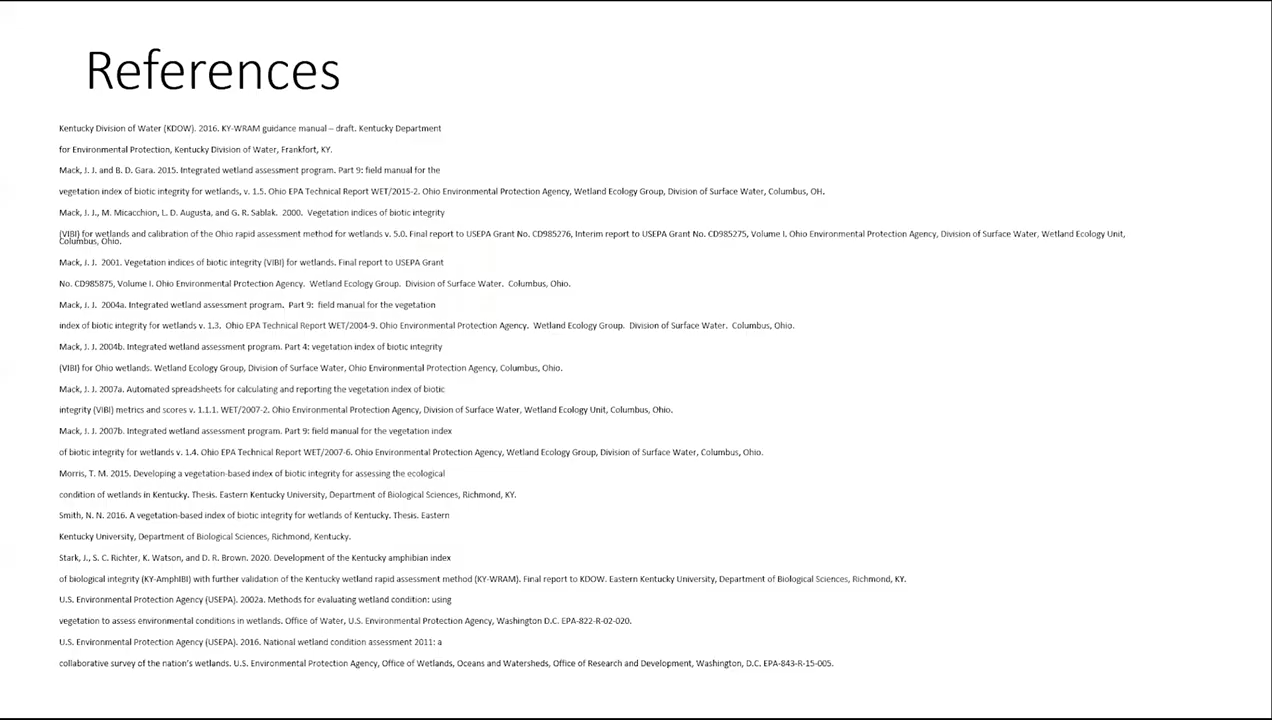 References
Kentucky Division of Water (KDOW). 2016. KY-WRAM guidance manual – draft. Kentucky Department
for Environmental Protection, Kentucky Division of Water, Frankfort, KY.
Mack, J. J. and B. D. Gara. 2015. Integrated wetland assessment program. Part 9: field manual for the
vegetation index of biotic integrity for wetlands, v. 1.5. Ohio EPA Technical Report WET/2015-2. Ohio Environmental Protection Agency, Wetland Ecology Group, Division of Surface Water, Columbus, OH.
Mack, J. J., M. Micacchion, L. D. Augusta, and G. R. Sablak. 2000. Vegetation indices of biotic integrity
(VIBI) for wetlands and calibration of the Ohio rapid assessment method for wetlands v. 5.0. Final report to USEPA Grant No. CD985276, Interim report to USEPA Grant No. CD985275, Volume I. Ohio Environmental Protection Agency, Division of Surface Water, Wetland Ecology Unit,
Columbus, Ohio.
Mack, J. J. 2001. Vegetation indices of biotic integrity (VIBI) for wetlands. Final report to USEPA Grant
No. CD985875, Volume I. Ohio Environmental Protection Agency. Wetland Ecology Group. Division of Surface Water. Columbus, Ohio.
Mack, J. J. 2004a. Integrated wetland assessment program. Part 9: field manual for the vegetation
index of biotic integrity for wetlands v. 1.3. Ohio EPA Technical Report WET/2004-9. Ohio Environmental Protection Agency. Wetland Ecology Group. Division of Surface Water. Columbus, Ohio.
Mack, J. J. 2004b. Integrated wetland assessment program. Part 4: vegetation index of biotic integrity
(VIBI) for Ohio wetlands. Wetland Ecology Group, Division of Surface Water, Ohio Environmental Protection Agency, Columbus, Ohio.
Mack, J. J. 2007a. Automated spreadsheets for calculating and reporting the vegetation index of biotic
integrity (VIBI) metrics and scores v. 1.1.1. WET/2007-2. Ohio Environmental Protection Agency, Division of Surface Water, Wetland Ecology Unit, Columbus, Ohio.
Mack, J. J. 2007b. Integrated wetland assessment program. Part 9: field manual for the vegetation index
of biotic integrity for wetlands v. 1.4. Ohio EPA Technical Report WET/2007-6. Ohio Environmental Protection Agency, Wetland Ecology Group, Division of Surface Water, Columbus, Ohio.
Morris, T. M. 2015. Developing a vegetation-based index of biotic integrity for assessing the ecological
condition of wetlands in Kentucky. Thesis. Eastern Kentucky University, Department of Biological Sciences, Richmond, KY.
Smith, N. N. 2016. A vegetation-based index of biotic integrity for wetlands of Kentucky. Thesis. Eastern
Kentucky University, Department of Biological Sciences, Richmond, Kentucky.
Stark, J., S. C. Richter, K. Watson, and D. R. Brown. 2020. Development of the Kentucky amphibian index
of biological integrity (KY-AmphIBI) with further validation of the Kentucky wetland rapid assessment method (KY-WRAM). Final report to KDOW. Eastern Kentucky University, Department of Biological Sciences, Richmond, KY.
U.S. Environmental Protection Agency (USEPA). 2002a. Methods for evaluating wetland condition: using
vegetation to assess environmental conditions in wetlands. Office of Water, U.S. Environmental Protection Agency, Washington D.C. EPA-822-R-02-020.
U.S. Environmental Protection Agency (USEPA). 2016. National wetland condition assessment 2011: a
collaborative survey of the nation's wetlands. U.S. Environmental Protection Agency, Office of Wetlands, Oceans and Watersheds, Office of Research and Development, Washington, D.C. EPA-843-R-15-005.